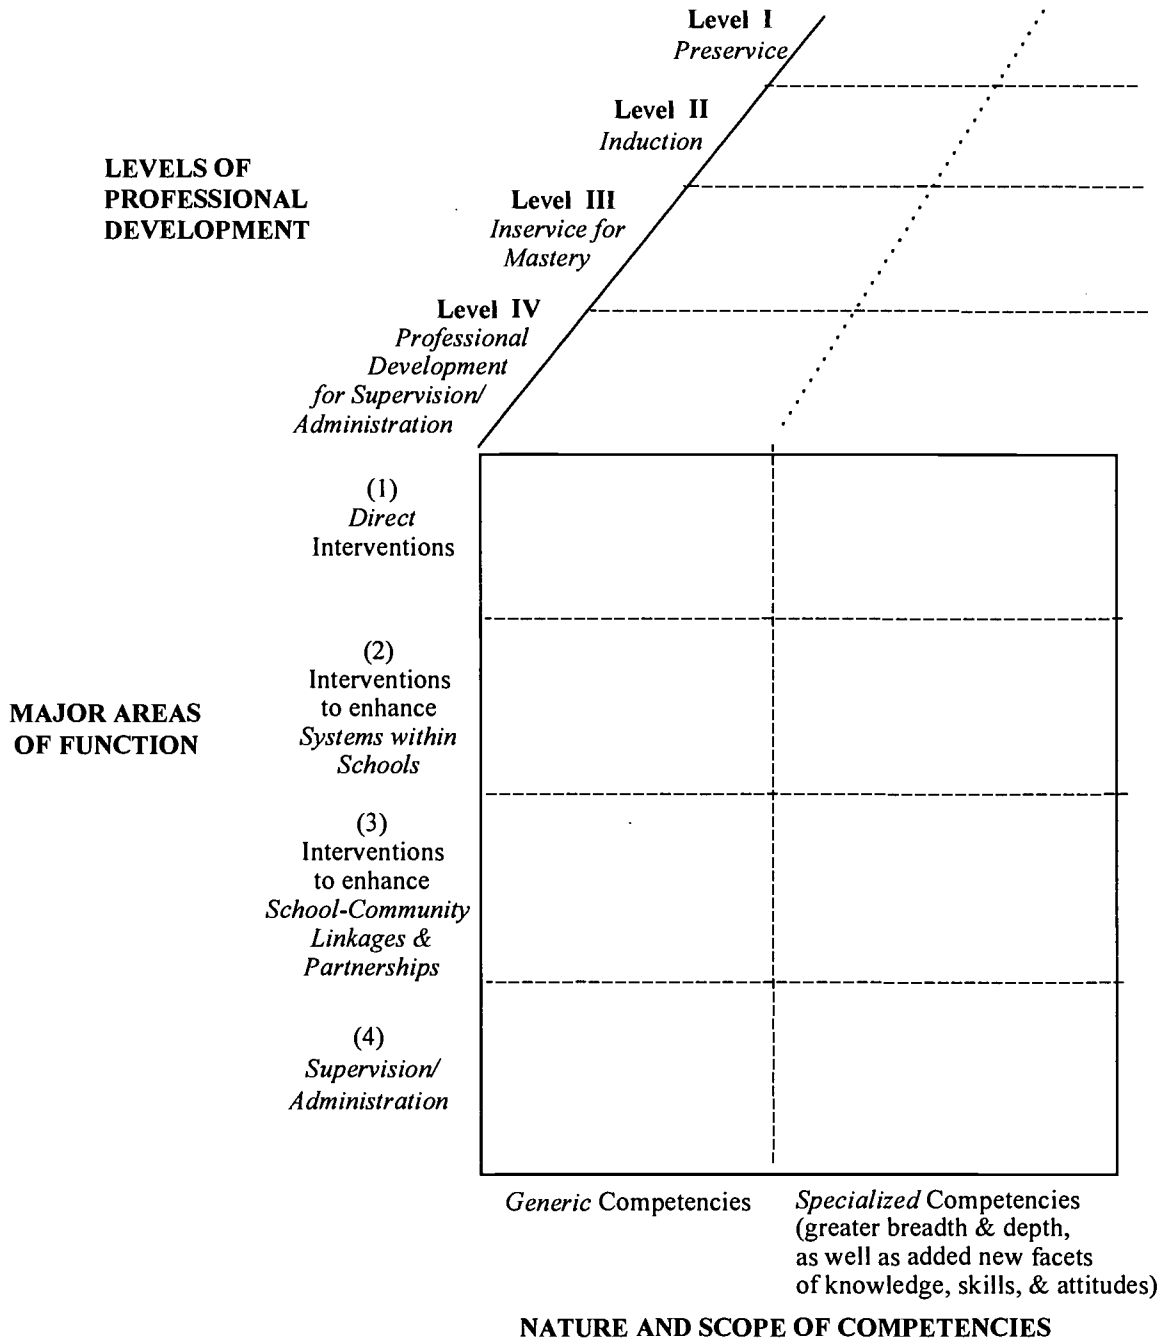 Level I
Preservice
Level II
Induction
LEVELS OF
PROFESSIONAL
DEVELOPMENT
Level III
Inservice for
Mastery
Level IV
Professional
Development
for Supervision/
Administration
(1)
Direct
Interventions
(2)
Interventions
to enhance
Systems within
Schools
MAJOR AREAS
OF FUNCTION
(3)
Interventions
to enhance
School-Community
Linkages &
Partnerships
(4)
Supervision/
Administration
Generic Competencies
Specialized Competencies
(greater breadth & depth,
as well as added new facets
of knowledge, skills, & attitudes)
NATURE AND SCOPE OF COMPETENCIES